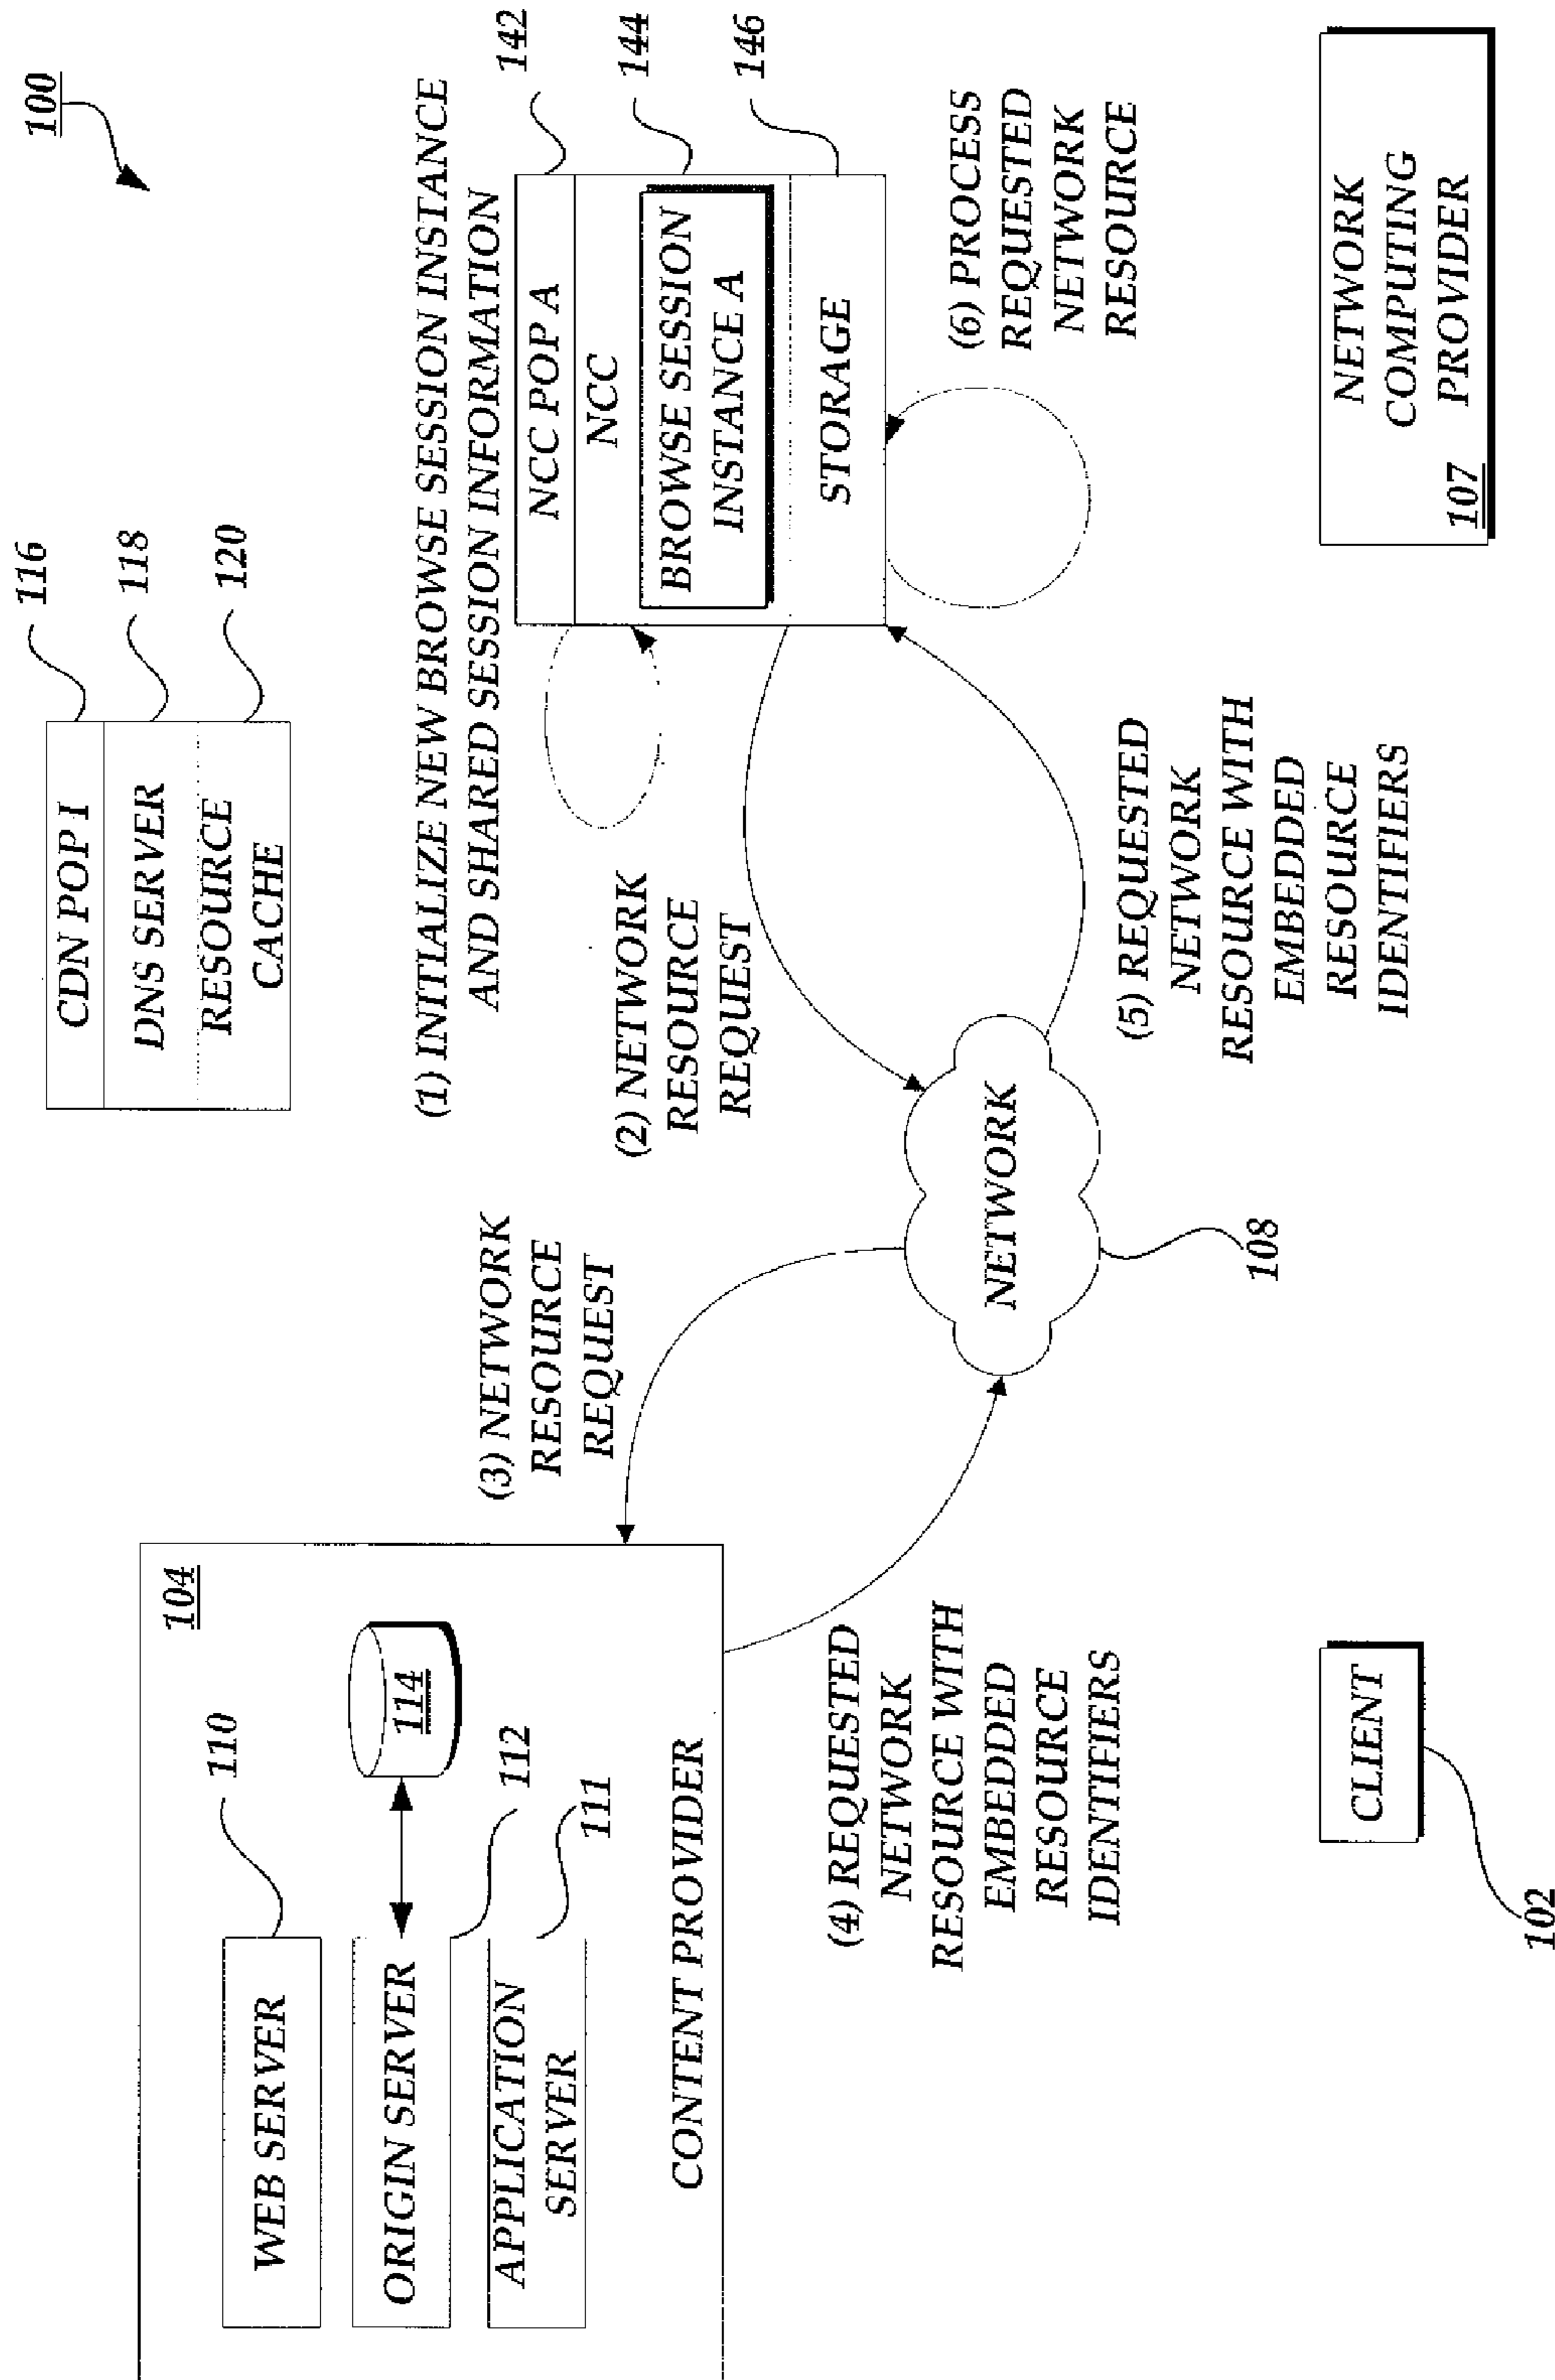 100
104
WEB SERVER
110
ORIGIN SERVER
114
112
APPLICATION
SERVER
111
CONTENT PROVIDER
CDN POP I
116
DNS SERVER
118
RESOURCE
CACHE
120
(1) INITIALIZE NEW BROWSE SESSION INSTANCE
AND SHARED SESSION INFORMATION
NCC POP A
142
NCC
BROWSE SESSION
INSTANCE A
144
STORAGE
146
(2) NETWORK
RESOURCE
REQUEST
(3) NETWORK
RESOURCE
REQUEST
NETWORK
108
(4) REQUESTED
NETWORK
RESOURCE WITH
EMBEDDED
RESOURCE
IDENTIFIERS
(5) REQUESTED
NETWORK
RESOURCE WITH
EMBEDDED
RESOURCE
IDENTIFIERS
(6) PROCESS
REQUESTED
NETWORK
RESOURCE
CLIENT
102
NETWORK
COMPUTING
PROVIDER
107